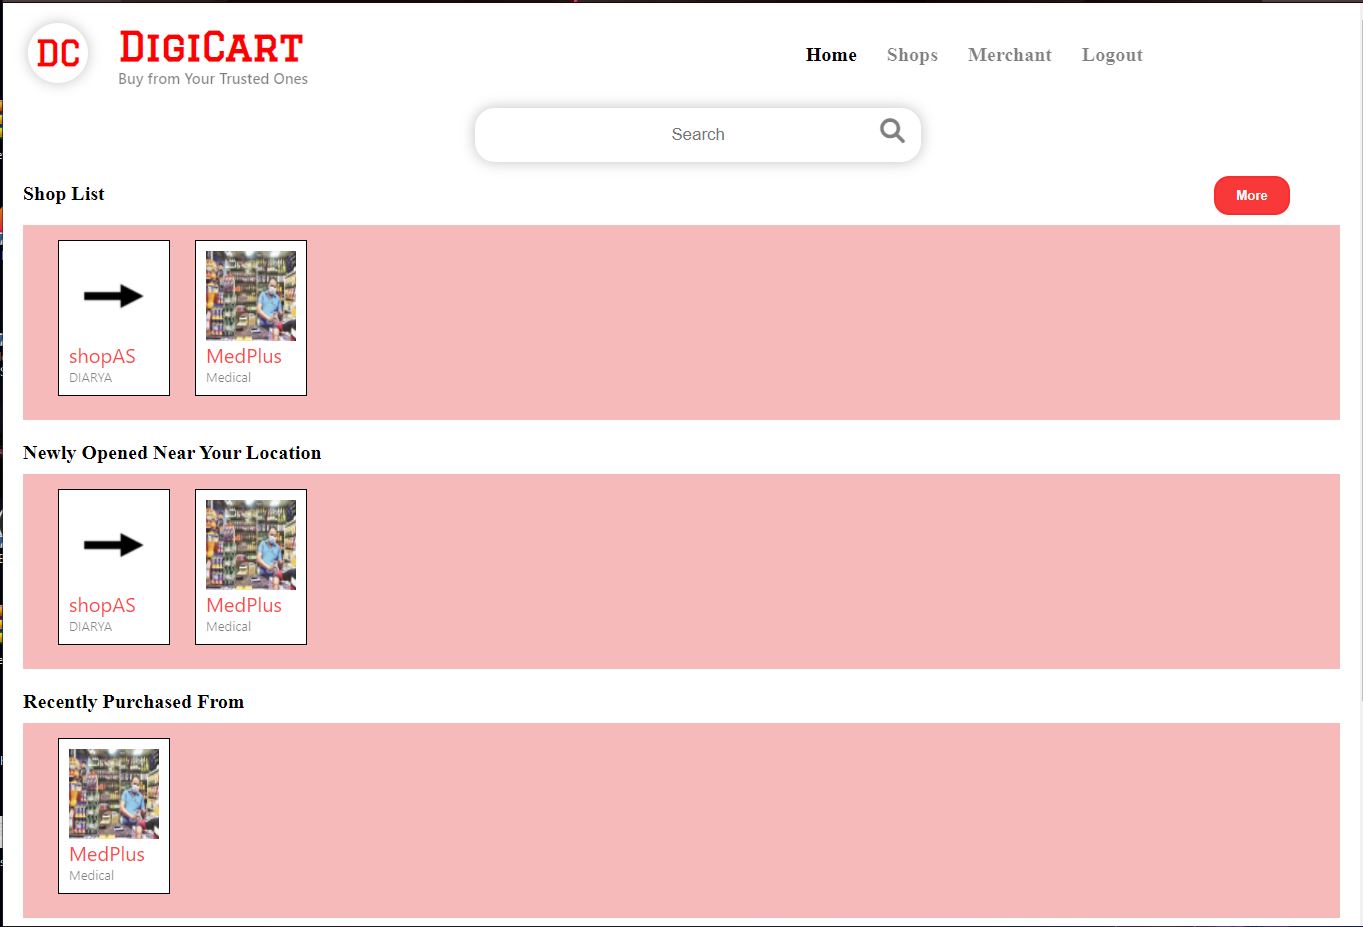 DC
DIGICART
Buy from Your Trusted Ones
Home Shops Merchant Logout
Search
Shop List
More
shopAS
DIARYA
MedPlus
Medical
Newly Opened Near Your Location
shopAS
DIARYA
MedPlus
Medical
Recently Purchased From
MedPlus
Medical